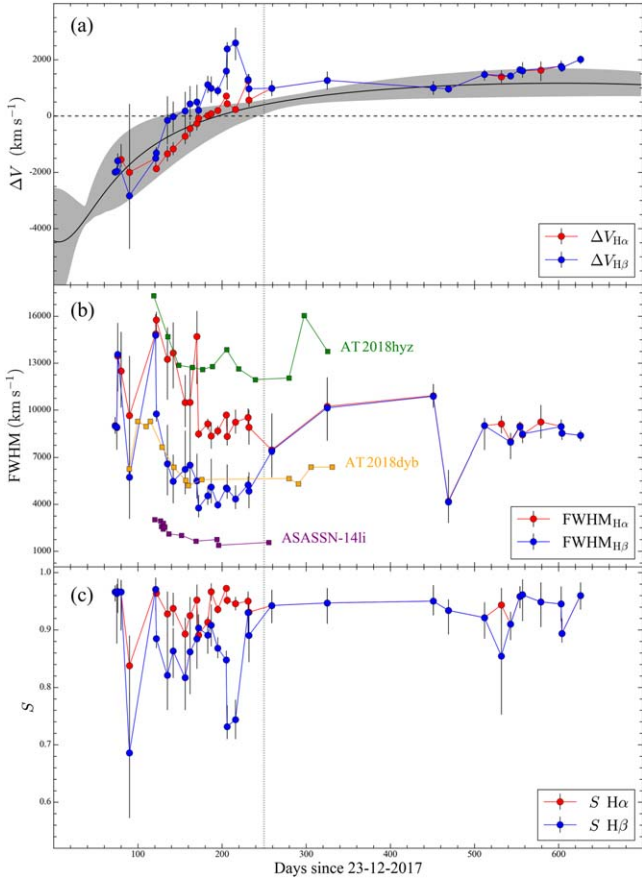 (a)
2000
0
-2000
-4000
ΔV (km s⁻¹)
ΔV_Hα
ΔV_Hβ
(b)
16000
13000
10000
7000
4000
1000
FWHM (km s⁻¹)
AT2018hyz
AT2018dyb
ASASSN-14li
FWHM_Hα
FWHM_Hβ
(c)
1.0
0.9
0.8
0.7
0.6
S
S Hα
S Hβ
100 200 300 400 500 600
Days since 23-12-2017